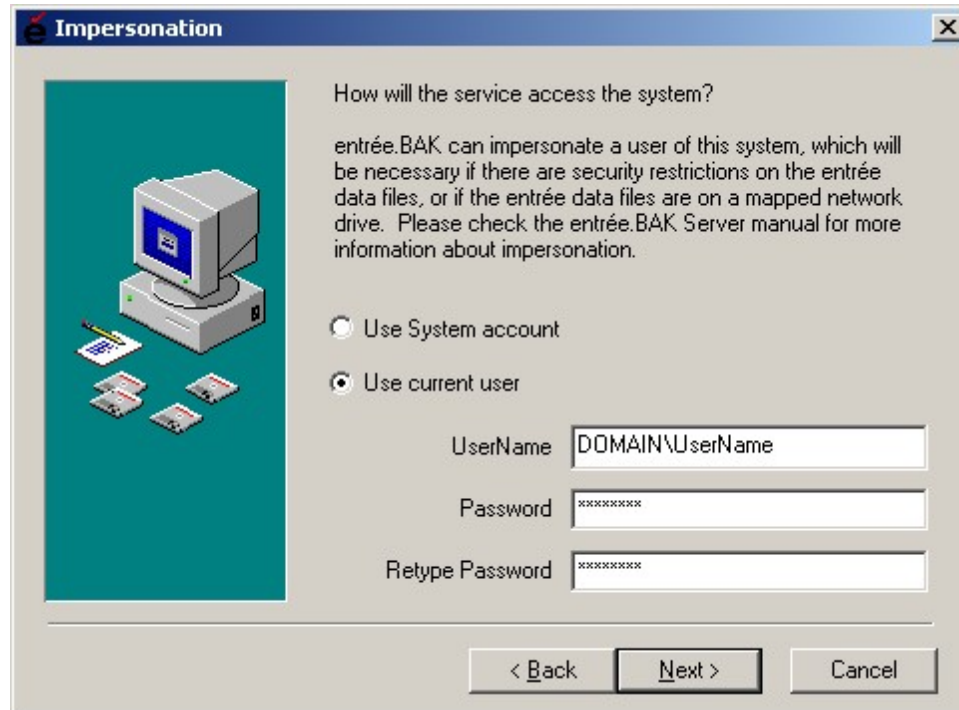 Impersonation
How will the service access the system?
entrée.BAK can impersonate a user of this system, which will
be necessary if there are security restrictions on the entrée
data files, or if the entrée data files are on a mapped network
drive.  Please check the entrée.BAK Server manual for more
information about impersonation.
Use System account
Use current user
UserName DOMAIN\UserName
Password ********
Retype Password ********
< Back Next > Cancel